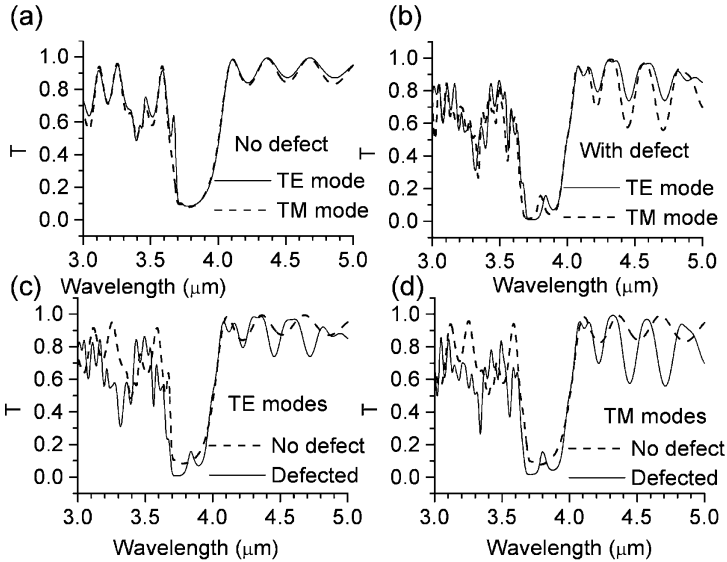 (a)
1.0
0.8
0.6
0.4
0.2
0.0
T
No defect
TE mode
TM mode
3.0 3.5 4.0 4.5 5.0
Wavelength (μm)
(b)
1.0
0.8
0.6
0.4
0.2
0.0
T
With defect
TE mode
TM mode
3.0 3.5 4.0 4.5 5.0
Wavelength (μm)
(c)
1.0
0.8
0.6
0.4
0.2
0.0
T
TE modes
No defect
Defected
3.0 3.5 4.0 4.5 5.0
Wavelength (μm)
(d)
1.0
0.8
0.6
0.4
0.2
0.0
T
TM modes
No defect
Defected
3.0 3.5 4.0 4.5 5.0
Wavelength (μm)